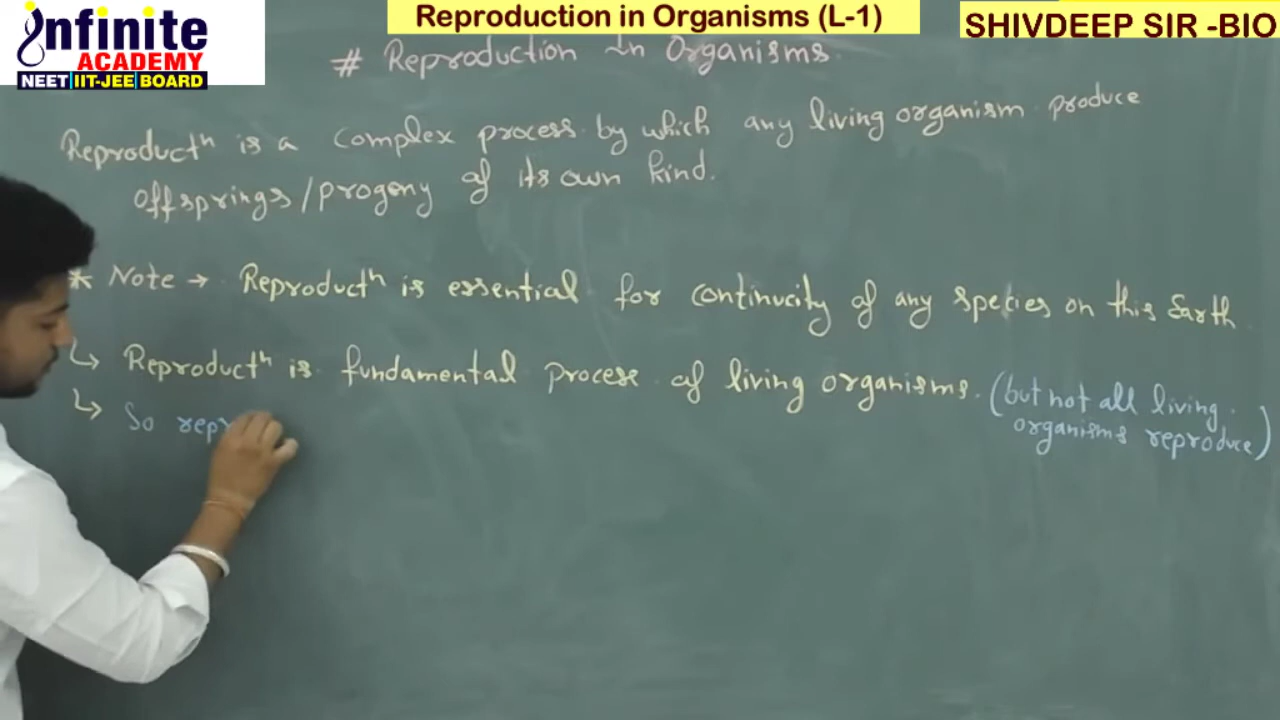 infinite
ACADEMY
NEET IIT-JEE BOARD
Reproduction in Organisms (L-1)
SHIVDEEP SIR -BIO
# Reproduction in Organisms.
Reproductⁿ is a complex process by which any living organism produce
offsprings/progeny of its own kind.
* Note → Reproductⁿ is essential for continucity of any species on this Earth.
↳ Reproductⁿ is fundamental process of living organisms. (but not all living
organisms reproduce)
↳ So repr